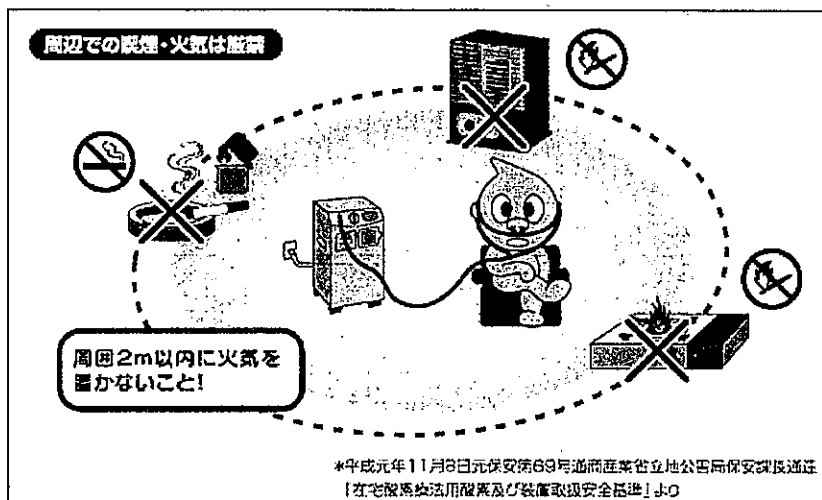 周辺での喫煙・火気は厳禁
周囲2m以内に火気を
置かないこと!
*平成元年11月8日元保安第69号通商産業省立地公害局保安課長通達
「在宅酸素療法用酸素及び装置取扱安全基準」より